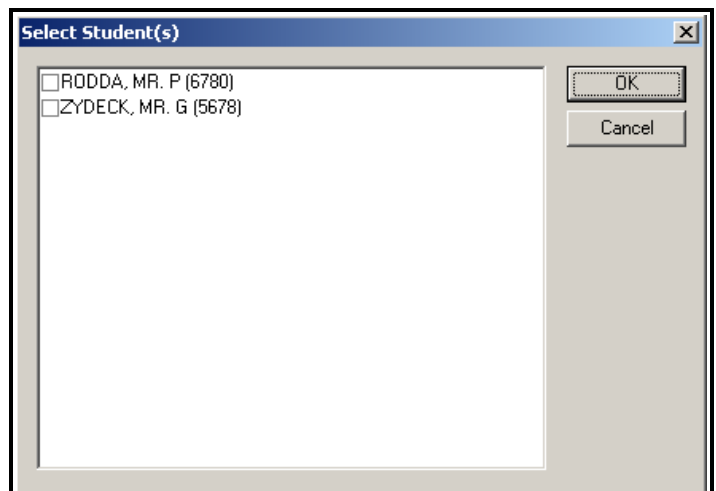 Select Student(s)
RODDA, MR. P (6780)
ZYDECK, MR. G (5678)
OK
Cancel